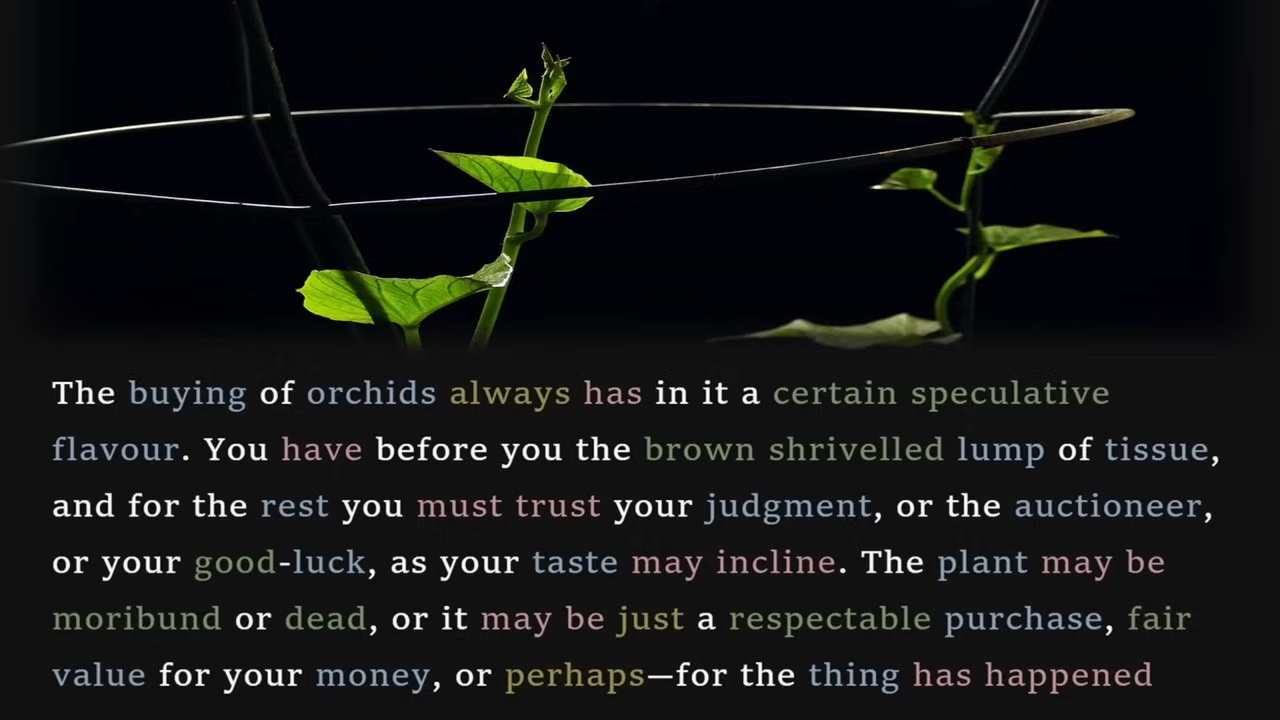 The buying of orchids always has in it a certain speculative
flavour. You have before you the brown shrivelled lump of tissue,
and for the rest you must trust your judgment, or the auctioneer,
or your good-luck, as your taste may incline. The plant may be
moribund or dead, or it may be just a respectable purchase, fair
value for your money, or perhaps—for the thing has happened